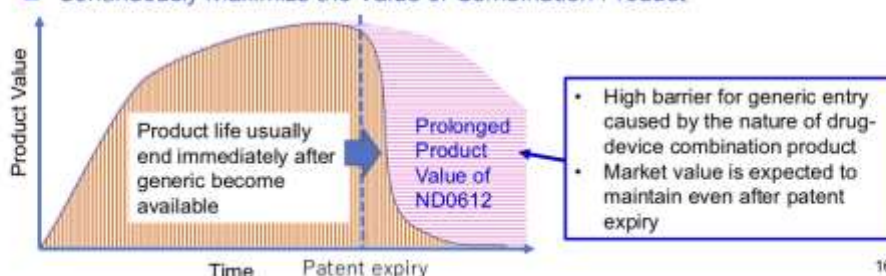 Continuously Maximize the Value of Combination Product
Product Value
Product life usually
end immediately after
generic become
available
Prolonged
Product
Value of
ND0612
• High barrier for generic entry
caused by the nature of drug-
device combination product
• Market value is expected to
maintain even after patent
expiry
Time
Patent expiry